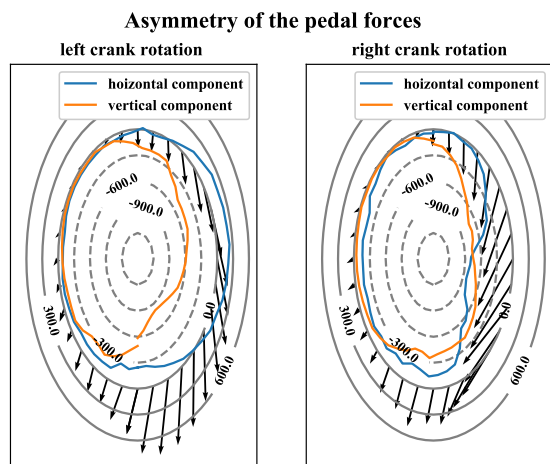 Asymmetry of the pedal forces
left crank rotation
hoizontal component
vertical component
-600.0
-900.0
0.0
300.0
-300.0
600.0
right crank rotation
hoizontal component
vertical component
-600.0
-900.0
0.0
300.0
-300.0
600.0